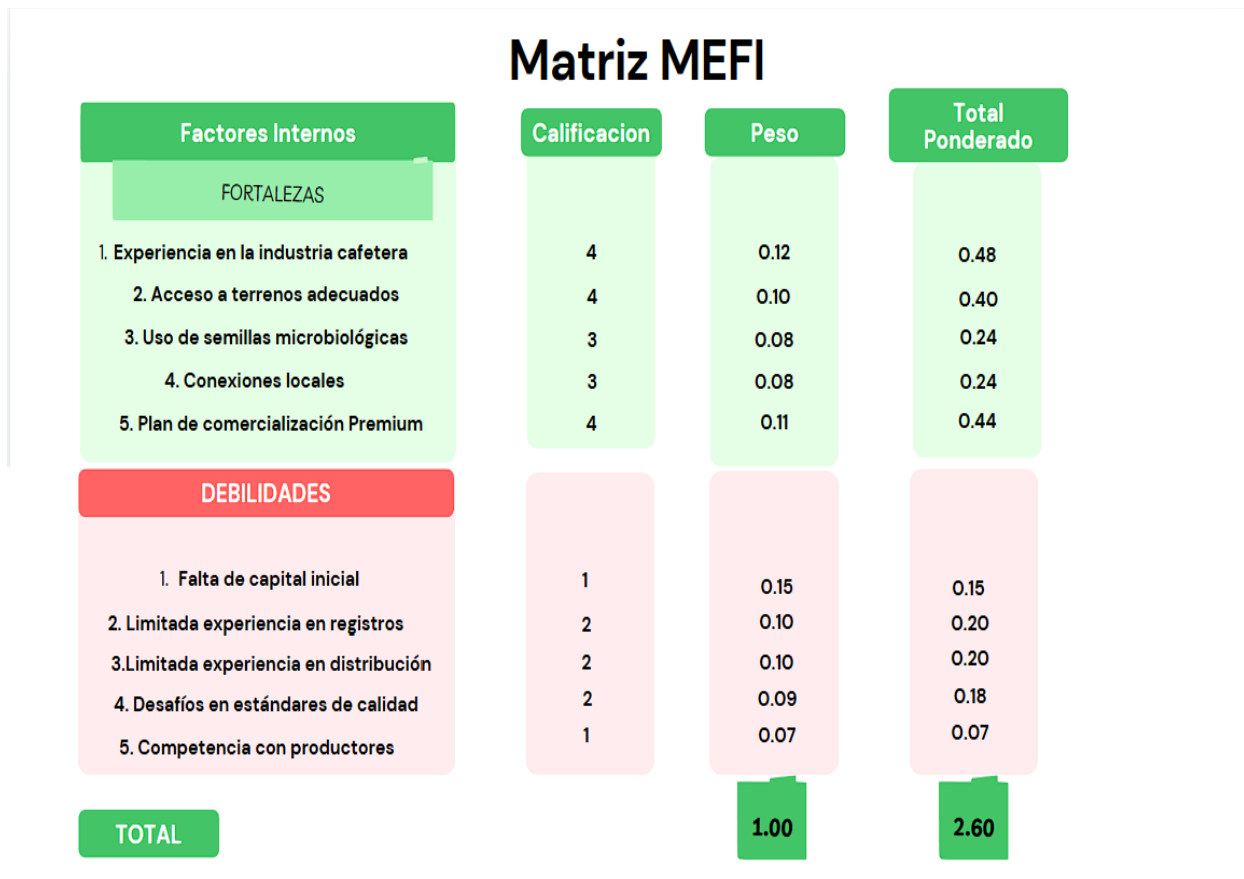 Matriz MEFI
Factores Internos Calificacion Peso Total Ponderado
FORTALEZAS
1. Experiencia en la industria cafetera 4 0.12 0.48
2. Acceso a terrenos adecuados 4 0.10 0.40
3. Uso de semillas microbiológicas 3 0.08 0.24
4. Conexiones locales 3 0.08 0.24
5. Plan de comercialización Premium 4 0.11 0.44
DEBILIDADES
1. Falta de capital inicial 1 0.15 0.15
2. Limitada experiencia en registros 2 0.10 0.20
3.Limitada experiencia en distribución 2 0.10 0.20
4. Desafíos en estándares de calidad 2 0.09 0.18
5. Competencia con productores 1 0.07 0.07
TOTAL 1.00 2.60